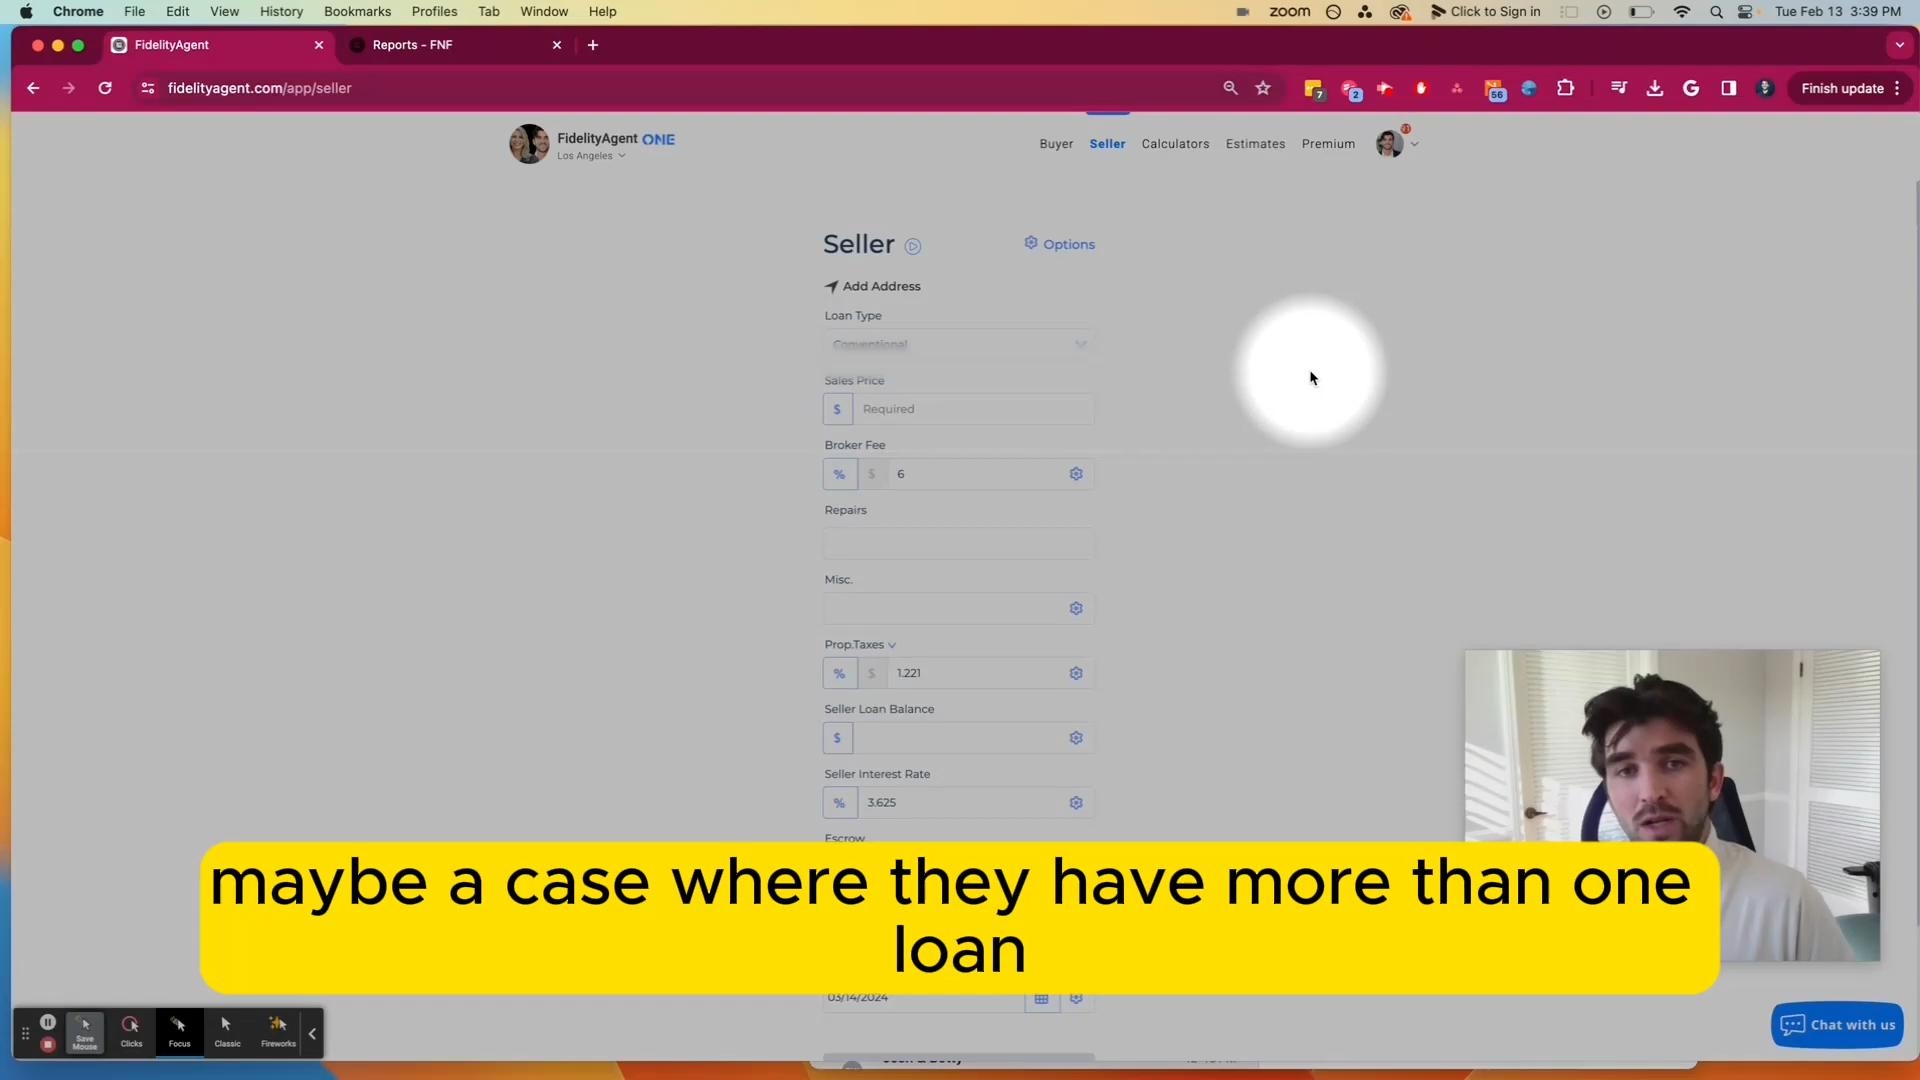 Chrome File Edit View History Bookmarks Profiles Tab Window Help
zoom Click to Sign in Tue Feb 13 3:39 PM
FidelityAgent
Reports - FNF
fidelityagent.com/app/seller
7 2 56
Finish update
FidelityAgent ONE
Los Angeles
Buyer Seller Calculators Estimates Premium
Seller
Options
Add Address
Loan Type
Conventional
Sales Price
$ Required
Broker Fee
% $ 6
Repairs
Misc.
Prop.Taxes
% $ 1.221
Seller Loan Balance
$
Seller Interest Rate
% 3.625
Escrow
maybe a case where they have more than one
loan
03/14/2024
Save Mouse
Clicks
Focus
Classic
Fireworks
Chat with us